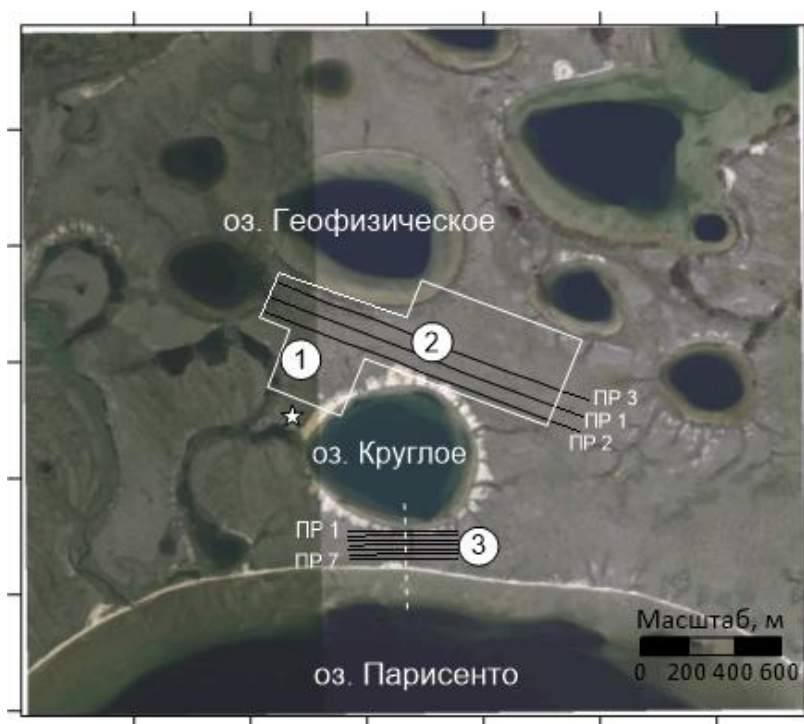 оз. Геофизическое
1
2
ПР 3
ПР 1
ПР 2
оз. Круглое
ПР 1
3
ПР 7
Масштаб, м
0 200 400 600
оз. Парисенто